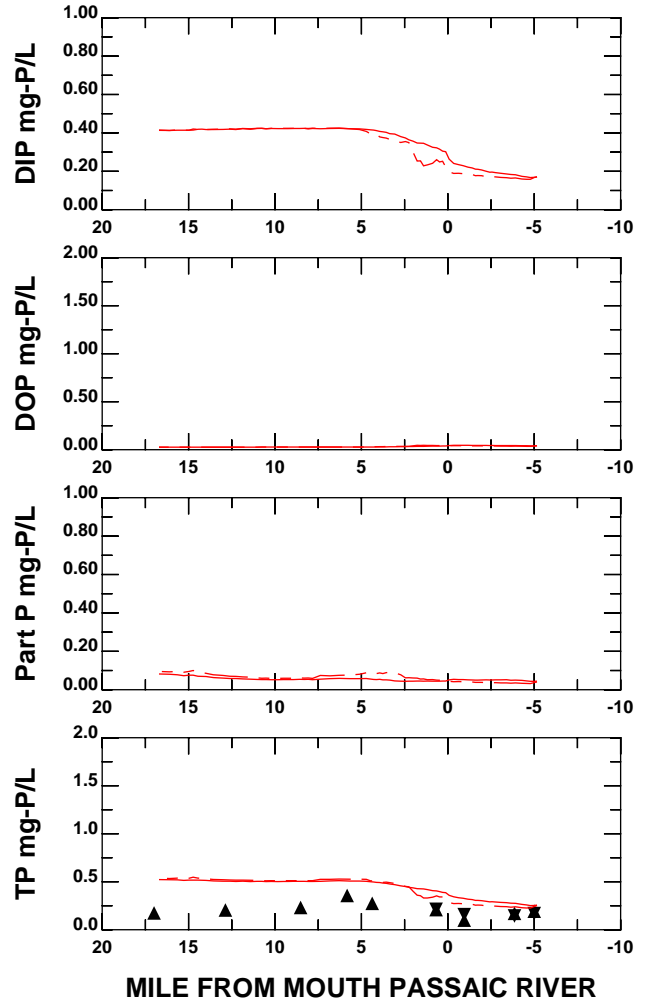 DIP mg-P/L
1.00
0.80
0.60
0.40
0.20
0.00
20 15 10 5 0 -5 -10
DOP mg-P/L
2.00
1.50
1.00
0.50
0.00
20 15 10 5 0 -5 -10
Part P mg-P/L
1.00
0.80
0.60
0.40
0.20
0.00
20 15 10 5 0 -5 -10
TP mg-P/L
2.0
1.5
1.0
0.5
0.0
20 15 10 5 0 -5 -10
MILE FROM MOUTH PASSAIC RIVER